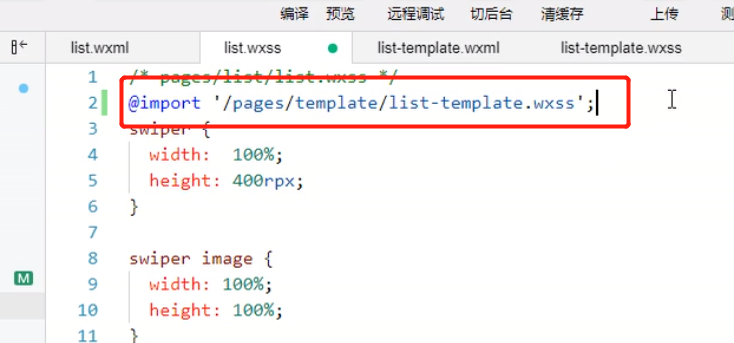 编译 预览 远程调试 切后台 清缓存 上传
list.wxml list.wxss list-template.wxml list-template.wxss
1 /* pages/list/list.wxss */
2 @import '/pages/template/list-template.wxss';
3 swiper {
4 width: 100%;
5 height: 400rpx;
6 }
7
8 swiper image {
9 width: 100%;
M
10 height: 100%;
11 }